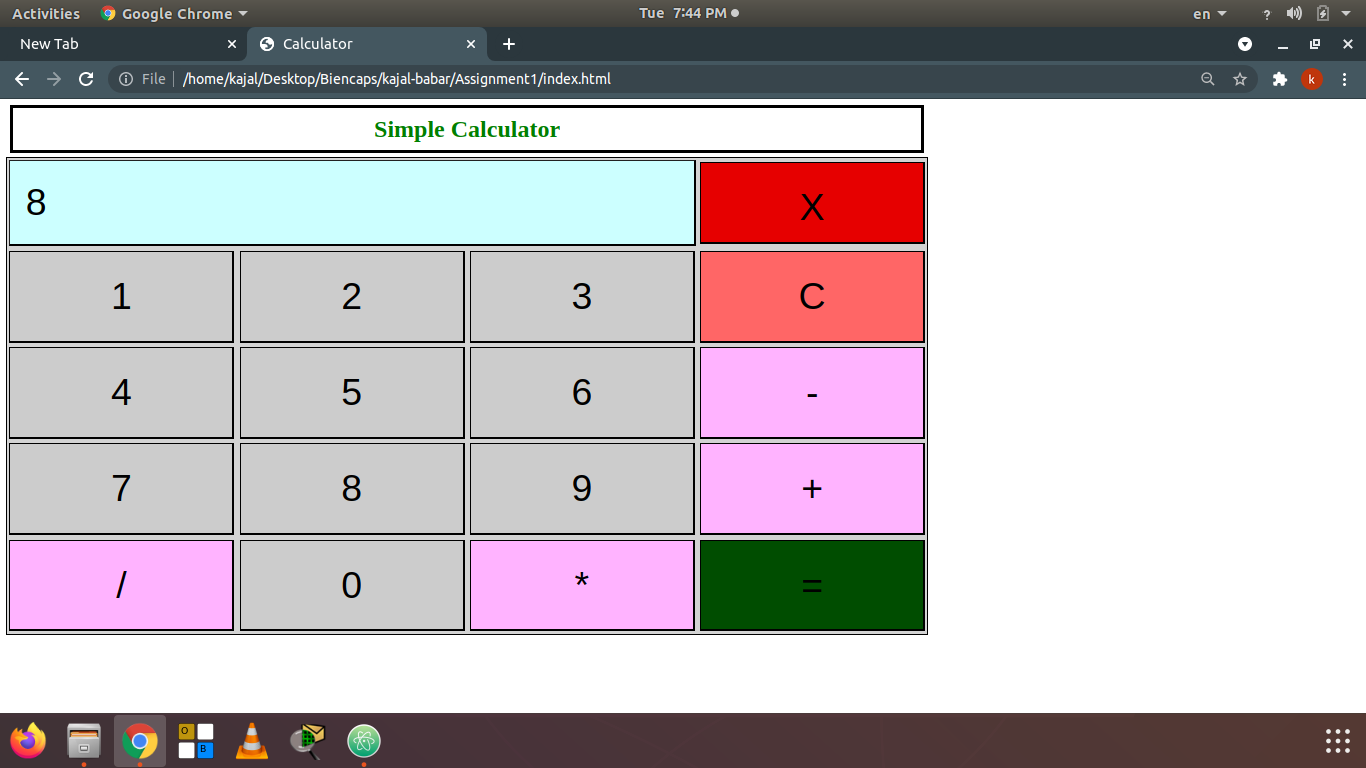 Activities Google Chrome Tue 7:44 PM en ?
New Tab Calculator
File /home/kajal/Desktop/Biencaps/kajal-babar/Assignment1/index.html k
Simple Calculator
8 X
1 2 3 C
4 5 6 -
7 8 9 +
/ 0 * =
O
B